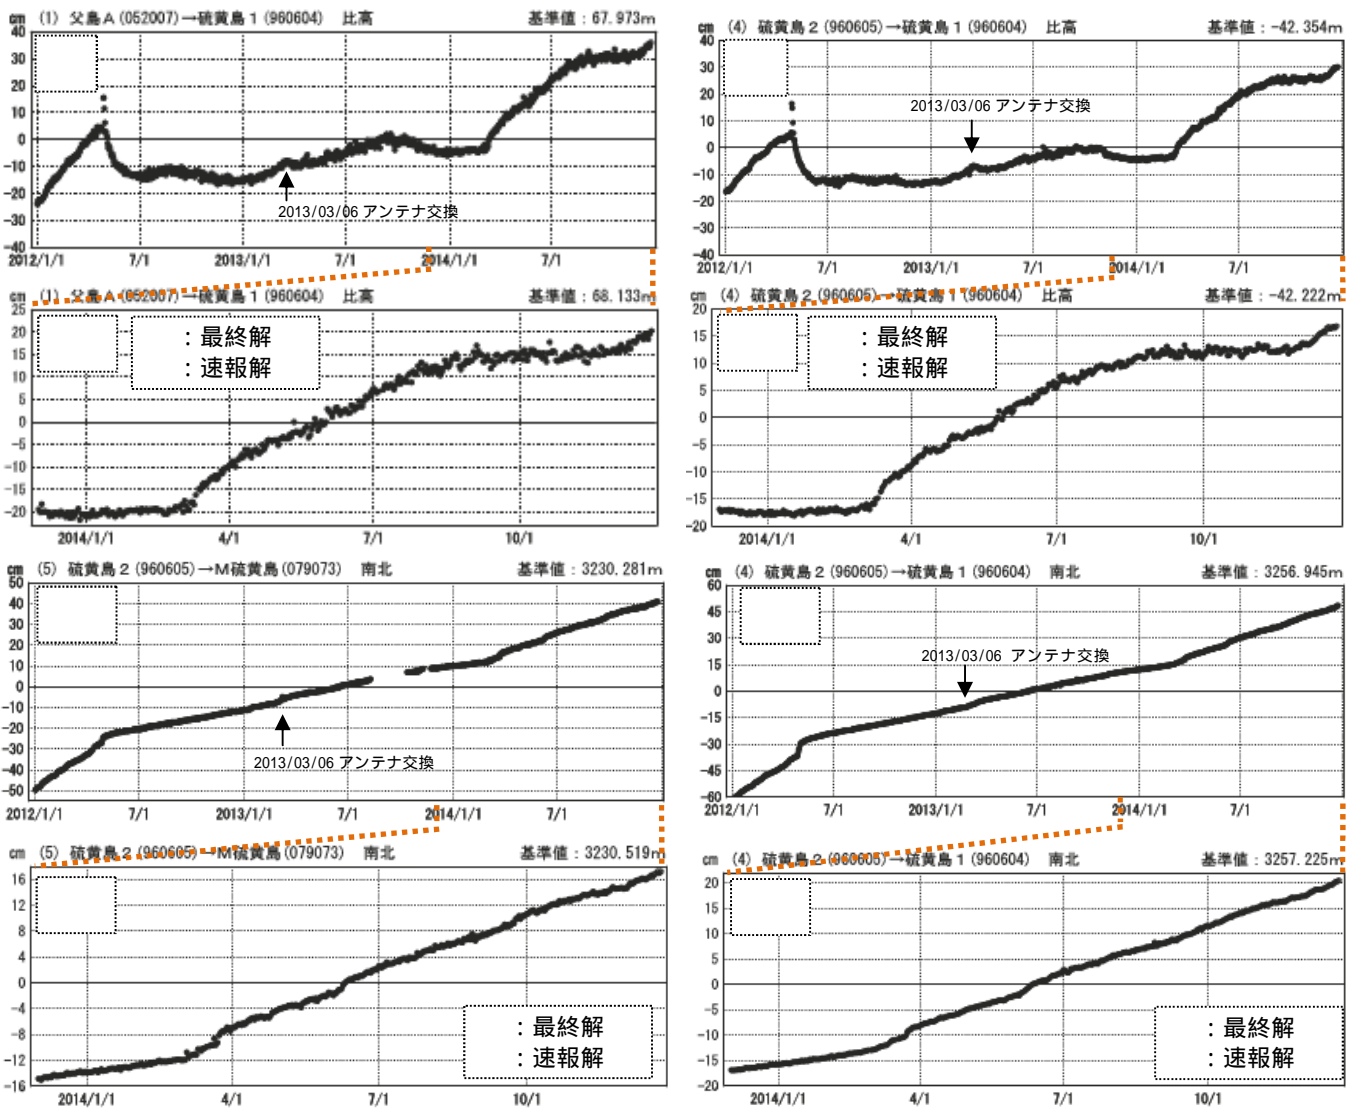 cm (1) 父島A(052007)→硫黄島1(960604) 比高 基準値:67.973m
40
30
20
10
0
-10
-20
-30
-40
2013/03/06 アンテナ交換
2012/1/1 7/1 2013/1/1 7/1 2014/1/1 7/1
cm (4) 硫黄島2(960605)→硫黄島1(960604) 比高 基準値:-42.354m
40
30
20
10
0
-10
-20
-30
-40
2013/03/06 アンテナ交換
2012/1/1 7/1 2013/1/1 7/1 2014/1/1 7/1
cm (1) 父島A(052007)→硫黄島1(960604) 比高 基準値:68.133m
25
20
15
10
5
0
-5
-10
-15
-20
:最終解
:速報解
2014/1/1 4/1 7/1 10/1
cm (4) 硫黄島2(960605)→硫黄島1(960604) 比高 基準値:-42.222m
20
15
10
5
0
-5
-10
-15
-20
:最終解
:速報解
2014/1/1 4/1 7/1 10/1
cm (5) 硫黄島2(960605)→M硫黄島(079073) 南北 基準値:3230.281m
50
40
30
20
10
0
-10
-20
-30
-40
-50
2013/03/06 アンテナ交換
2012/1/1 7/1 2013/1/1 7/1 2014/1/1 7/1
cm (4) 硫黄島2(960605)→硫黄島1(960604) 南北 基準値:3256.945m
60
45
30
15
0
-15
-30
-45
-60
2013/03/06 アンテナ交換
2012/1/1 7/1 2013/1/1 7/1 2014/1/1 7/1
cm (5) 硫黄島2(960605)→M硫黄島(079073) 南北 基準値:3230.519m
16
12
8
4
0
-4
-8
-12
-16
:最終解
:速報解
2014/1/1 4/1 7/1 10/1
cm (4) 硫黄島2(960605)→硫黄島1(960604) 南北 基準値:3257.225m
20
15
10
5
0
-5
-10
-15
-20
:最終解
:速報解
2014/1/1 4/1 7/1 10/1